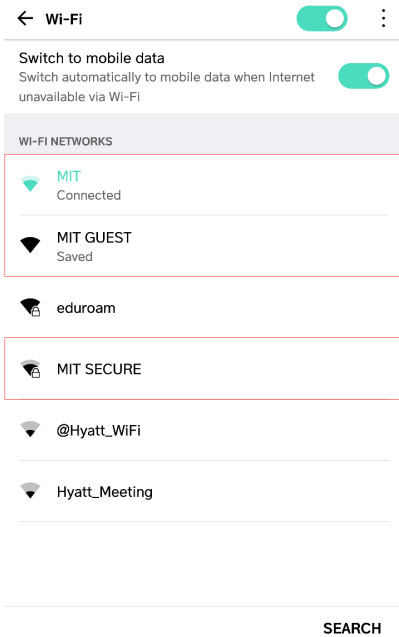 Wi-Fi
Switch to mobile data
Switch automatically to mobile data when Internet
unavailable via Wi-Fi
WI-FI NETWORKS
MIT
Connected
MIT GUEST
Saved
eduroam
MIT SECURE
@Hyatt_WiFi
Hyatt_Meeting
SEARCH